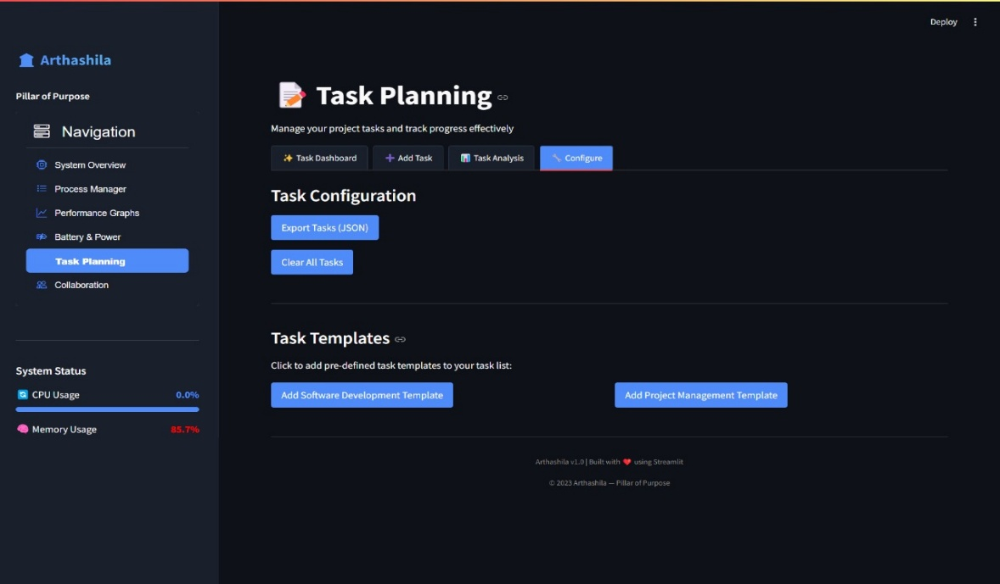 Deploy
Arthashila
Pillar of Purpose
Navigation
System Overview
Process Manager
Performance Graphs
Battery & Power
Task Planning
Collaboration
System Status
CPU Usage 0.0%
Memory Usage 85.7%
Task Planning
Manage your project tasks and track progress effectively
Task Dashboard Add Task Task Analysis Configure
Task Configuration
Export Tasks (JSON)
Clear All Tasks
Task Templates
Click to add pre-defined task templates to your task list:
Add Software Development Template Add Project Management Template
Arthashila v1.0 | Built with ❤️ using Streamlit
© 2023 Arthashila — Pillar of Purpose